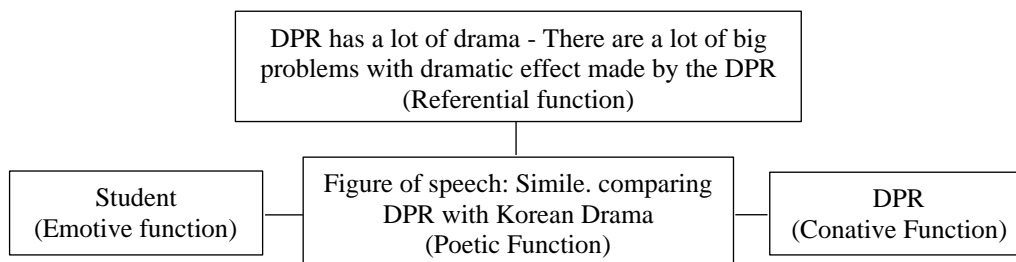 DPR has a lot of drama - There are a lot of big
problems with dramatic effect made by the DPR
(Referential function)
Student
(Emotive function)
Figure of speech: Simile. comparing
DPR with Korean Drama
(Poetic Function)
DPR
(Conative Function)